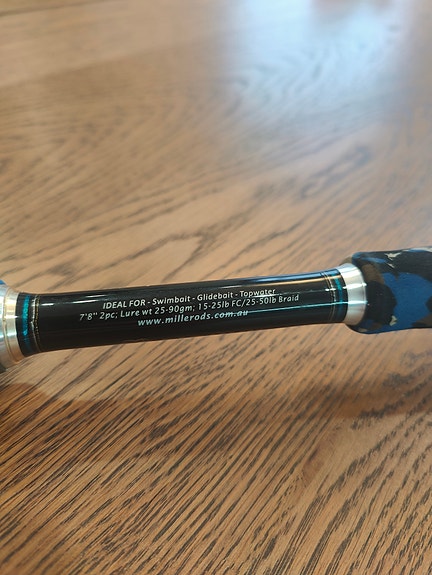 IDEAL FOR - Swimbait - Glidebait - Topwater
7'8" 2pc; Lure wt 25-90gm; 15-25lb FC/25-50lb Braid
www.millerods.com.au